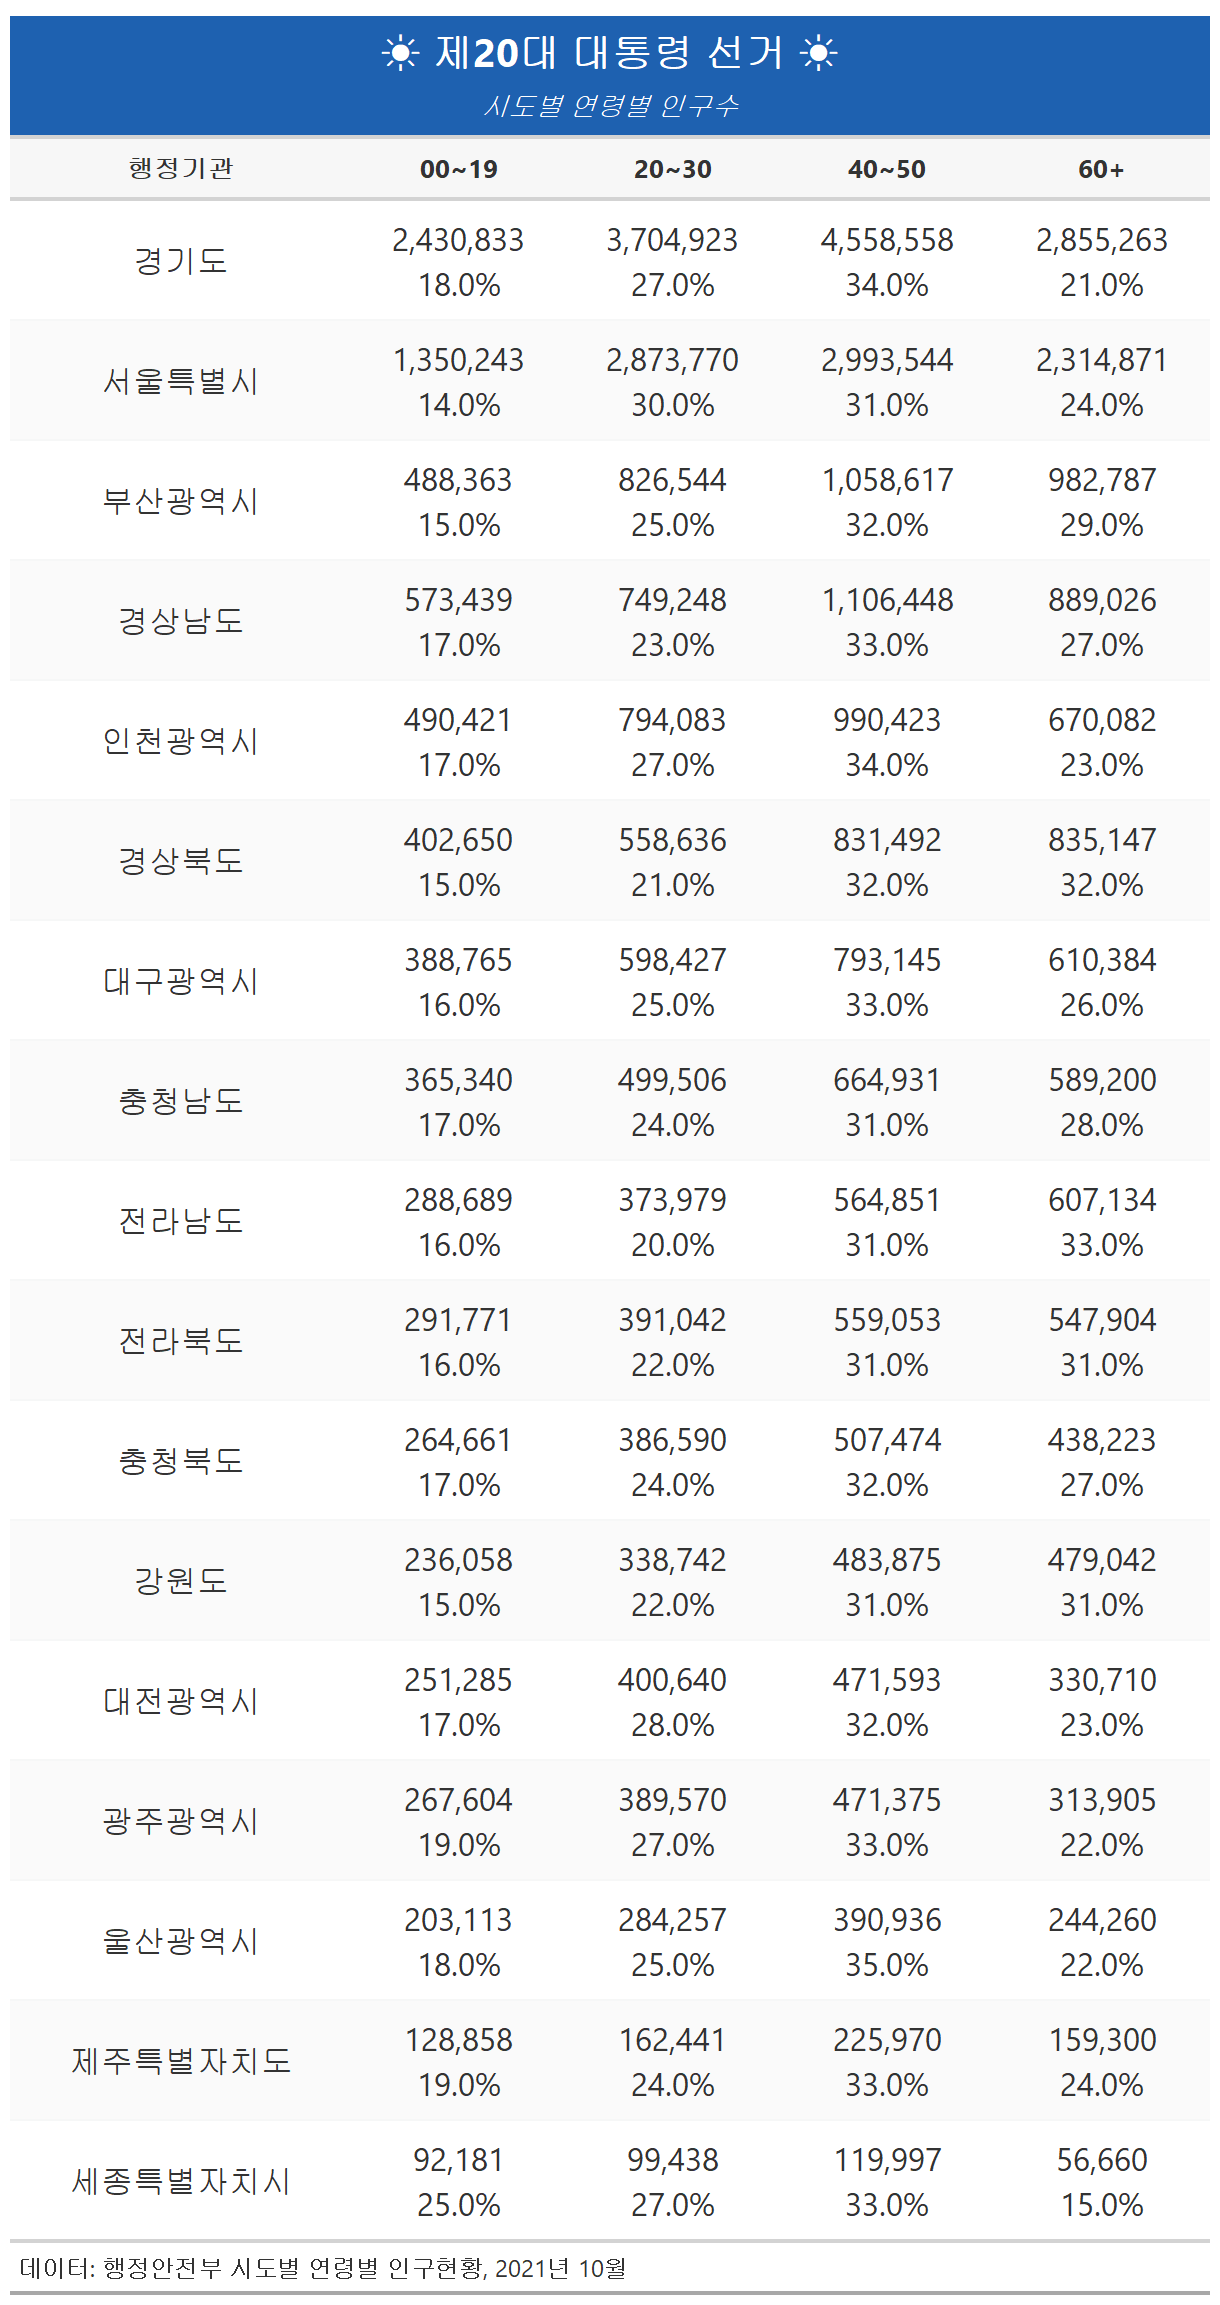 ☀ 제20대 대통령 선거 ☀
시도별 연령별 인구수
행정기관 00~19 20~30 40~50 60+
경기도 2,430,833 3,704,923 4,558,558 2,855,263
18.0% 27.0% 34.0% 21.0%
서울특별시 1,350,243 2,873,770 2,993,544 2,314,871
14.0% 30.0% 31.0% 24.0%
부산광역시 488,363 826,544 1,058,617 982,787
15.0% 25.0% 32.0% 29.0%
경상남도 573,439 749,248 1,106,448 889,026
17.0% 23.0% 33.0% 27.0%
인천광역시 490,421 794,083 990,423 670,082
17.0% 27.0% 34.0% 23.0%
경상북도 402,650 558,636 831,492 835,147
15.0% 21.0% 32.0% 32.0%
대구광역시 388,765 598,427 793,145 610,384
16.0% 25.0% 33.0% 26.0%
충청남도 365,340 499,506 664,931 589,200
17.0% 24.0% 31.0% 28.0%
전라남도 288,689 373,979 564,851 607,134
16.0% 20.0% 31.0% 33.0%
전라북도 291,771 391,042 559,053 547,904
16.0% 22.0% 31.0% 31.0%
충청북도 264,661 386,590 507,474 438,223
17.0% 24.0% 32.0% 27.0%
강원도 236,058 338,742 483,875 479,042
15.0% 22.0% 31.0% 31.0%
대전광역시 251,285 400,640 471,593 330,710
17.0% 28.0% 32.0% 23.0%
광주광역시 267,604 389,570 471,375 313,905
19.0% 27.0% 33.0% 22.0%
울산광역시 203,113 284,257 390,936 244,260
18.0% 25.0% 35.0% 22.0%
제주특별자치도 128,858 162,441 225,970 159,300
19.0% 24.0% 33.0% 24.0%
세종특별자치시 92,181 99,438 119,997 56,660
25.0% 27.0% 33.0% 15.0%
데이터: 행정안전부 시도별 연령별 인구현황, 2021년 10월